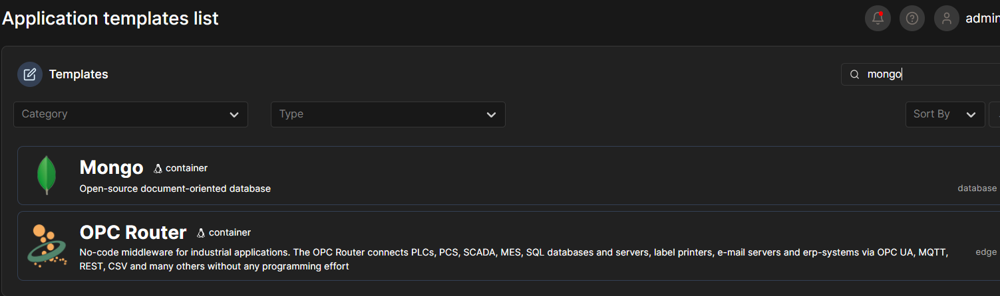 Application templates list
admin
Templates
mongo
Category
Type
Sort By
Mongo container
Open-source document-oriented database
database
OPC Router container
No-code middleware for industrial applications. The OPC Router connects PLCs, PCS, SCADA, MES, SQL databases and servers, label printers, e-mail servers and erp-systems via OPC UA, MQTT,
REST, CSV and many others without any programming effort
edge